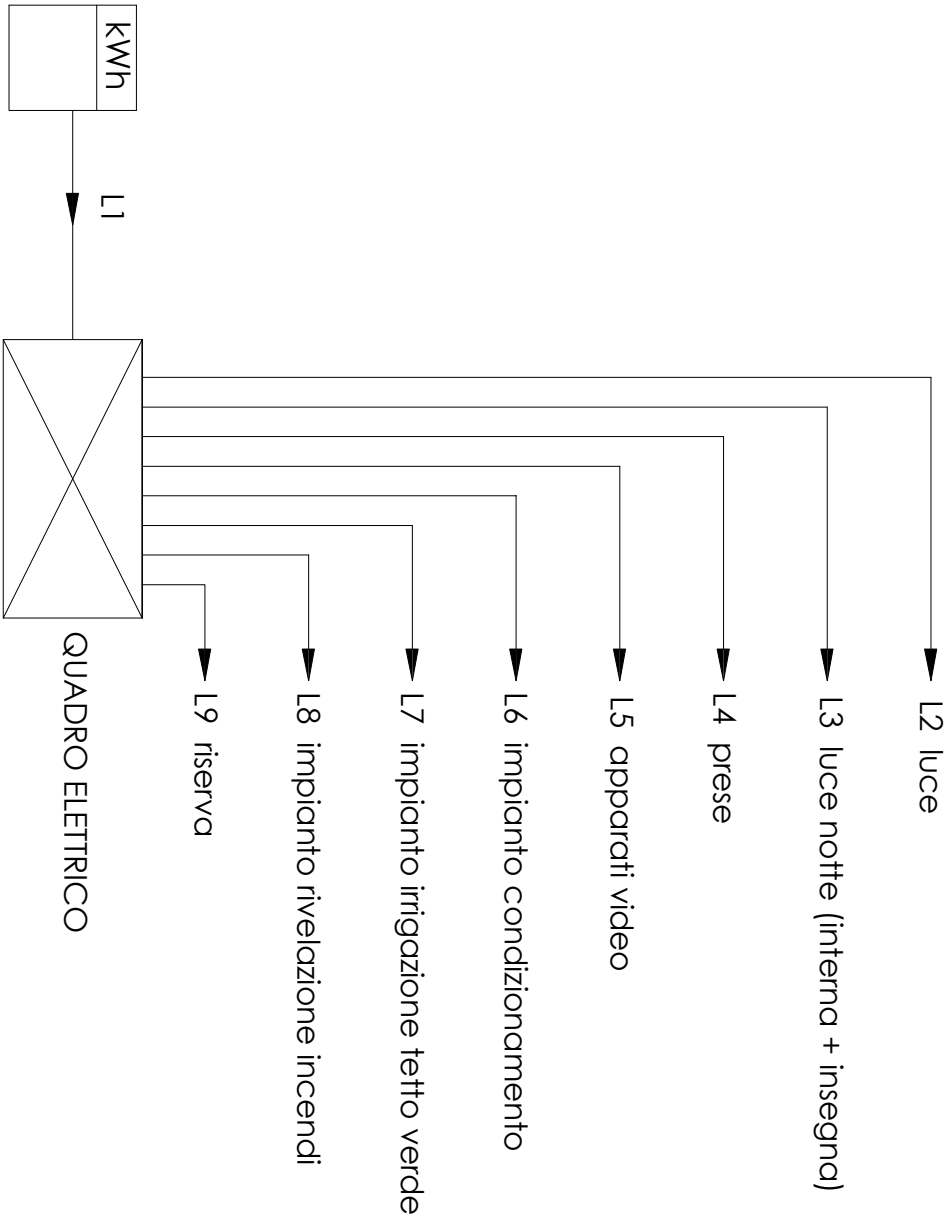 kWh
L1
QUADRO ELETTRICO
L2 luce
L3 luce notte (interna + insegna)
L4 prese
L5 apparati video
L6 impianto condizionamento
L7 impianto irrigazione tetto verde
L8 impianto rivelazione incendi
L9 riserva